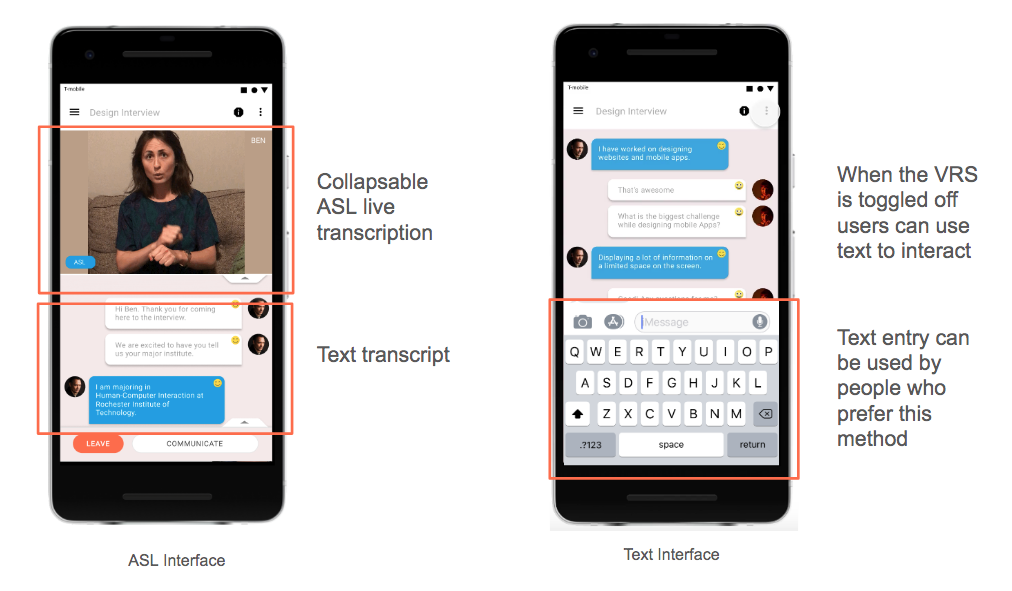 T-mobile
Design Interview
BEN
ASL
Hi Ben. Thank you for coming
here to the interview.
We are excited to have you tell
us your major institute.
I am majoring in
Human-Computer Interaction at
Rochester Institute of
Technology.
LEAVE
COMMUNICATE
Collapsable
ASL live
transcription
Text transcript
ASL Interface
T-mobile
Design Interview
I have worked on designing
websites and mobile apps.
That's awesome
What is the biggest challenge
while designing mobile Apps?
Displaying a lot of information on
a limited space on the screen.
Message
Q W E R T Y U I O P
A S D F G H J K L
Z X C V B N M
.?123
space
return
When the VRS
is toggled off
users can use
text to interact
Text entry can
be used by
people who
prefer this
method
Text Interface